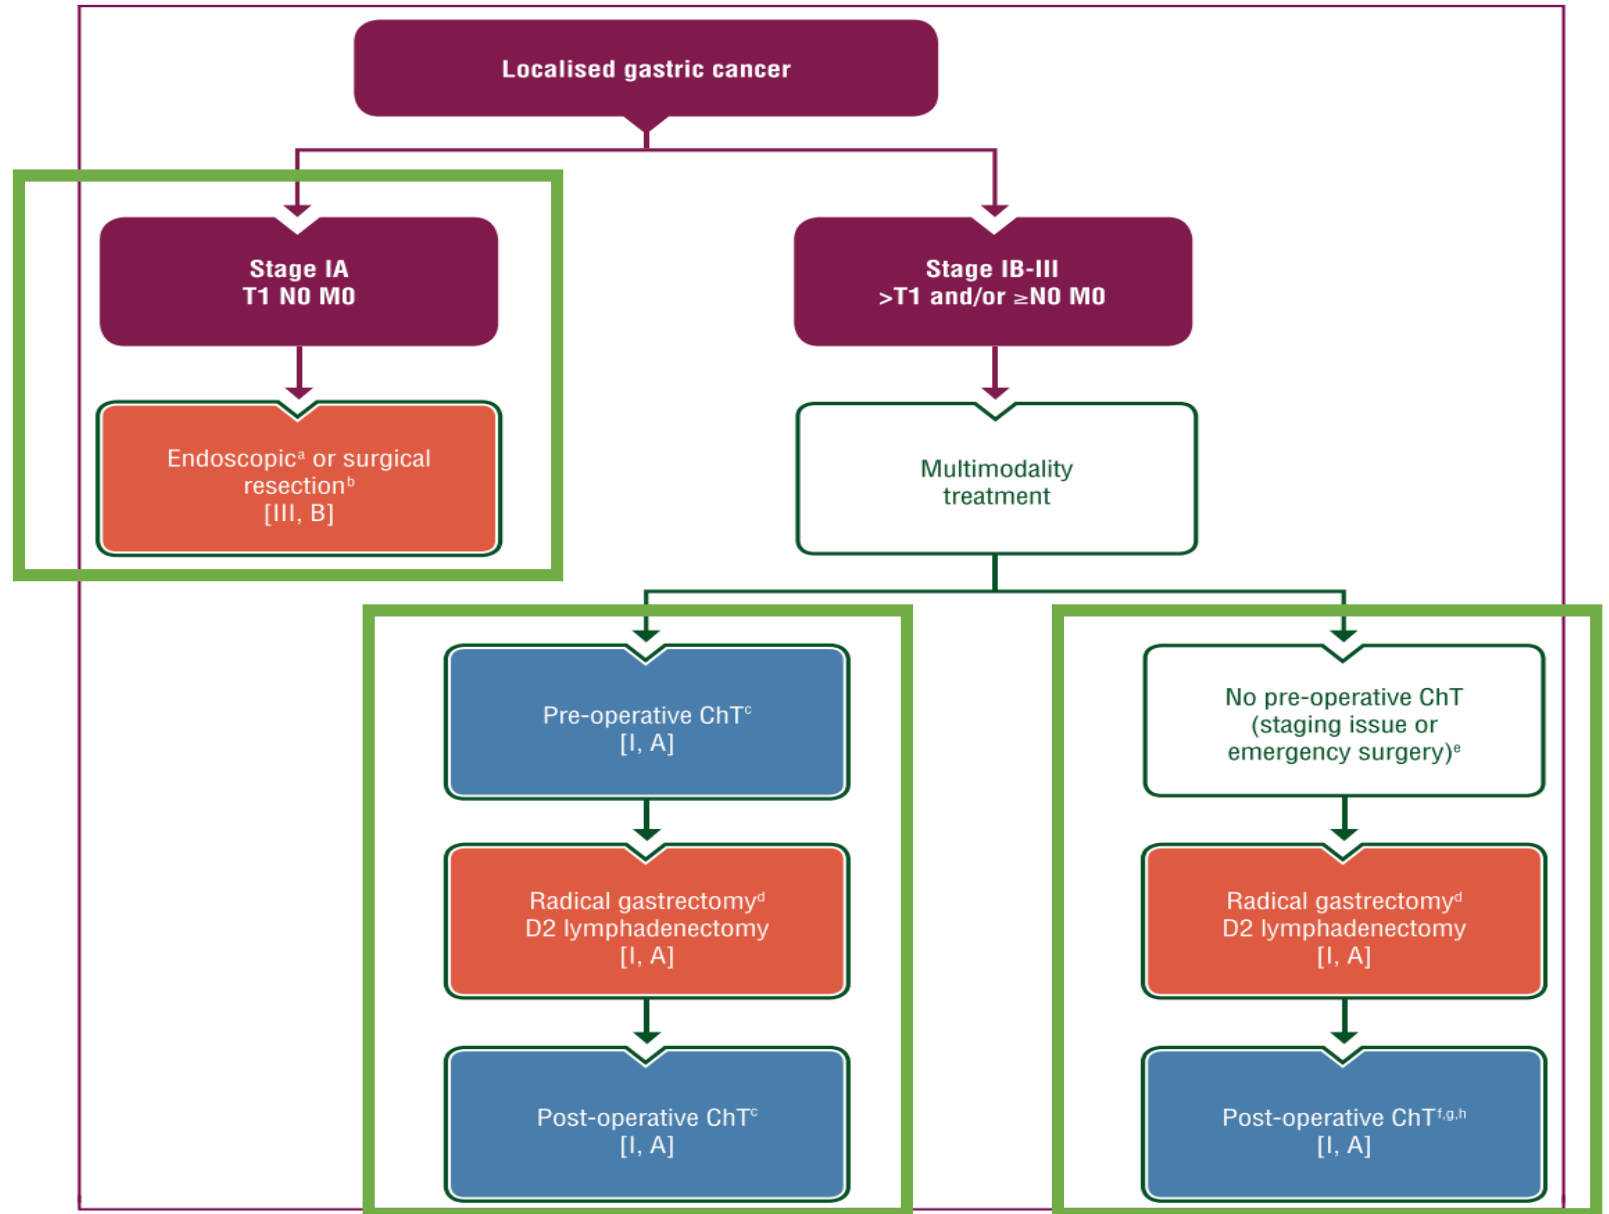 Localised gastric cancer
Stage IA
T1 N0 M0
Stage IB-III
>T1 and/or ≥N0 M0
Endoscopicᵃ or surgical
resectionᵇ
[III, B]
Multimodality
treatment
Pre-operative ChTᶜ
[I, A]
No pre-operative ChT
(staging issue or
emergency surgery)ᵉ
Radical gastrectomyᵈ
D2 lymphadenectomy
[I, A]
Radical gastrectomyᵈ
D2 lymphadenectomy
[I, A]
Post-operative ChTᶜ
[I, A]
Post-operative ChTᶠ,ᵍ,ʰ
[I, A]